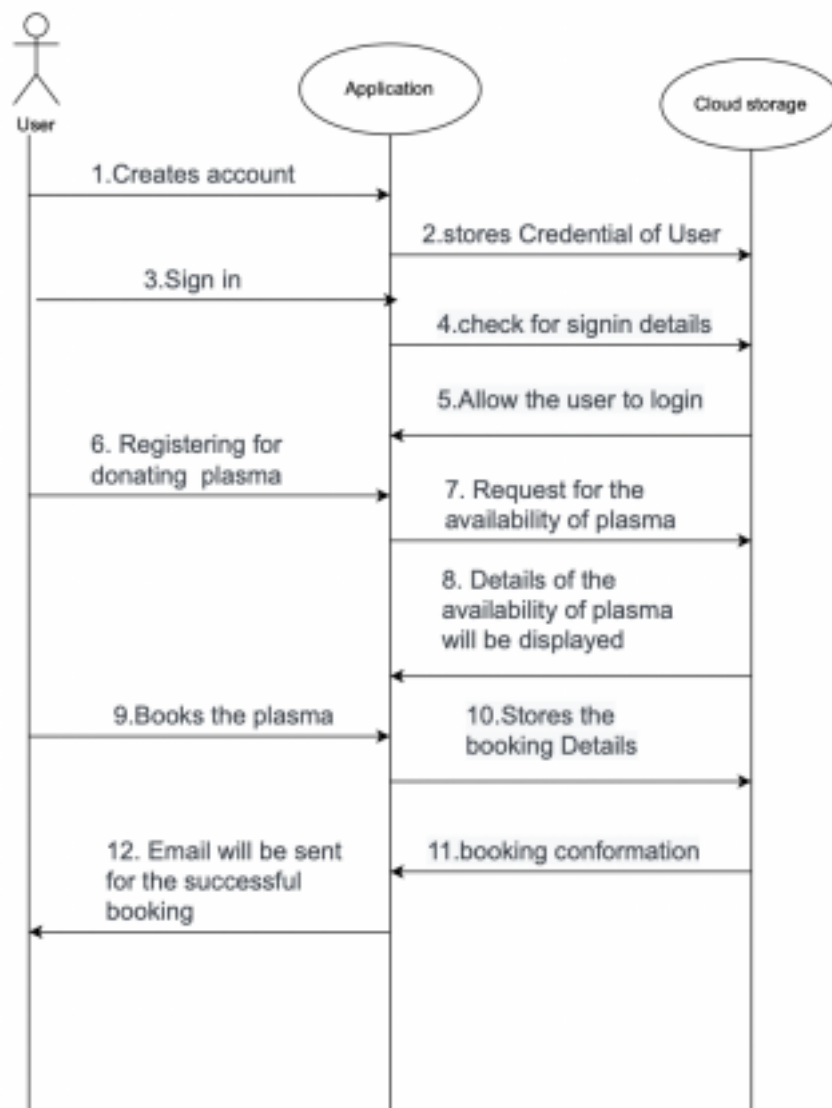 User
Application
Cloud storage
1.Creates account
2.stores Credential of User
3.Sign in
4.check for signin details
5.Allow the user to login
6. Registering for
donating plasma
7. Request for the
availability of plasma
8. Details of the
availability of plasma
will be displayed
9.Books the plasma
10.Stores the
booking Details
11.booking conformation
12. Email will be sent
for the successful
booking